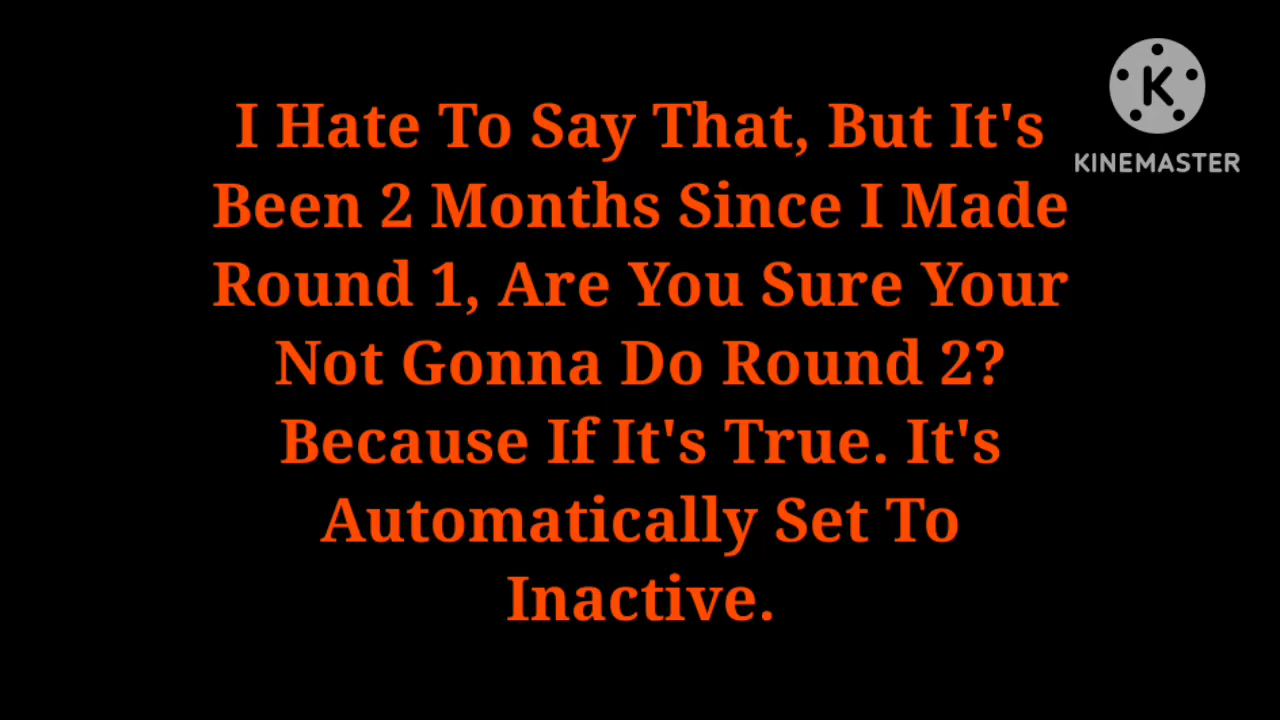 I Hate To Say That, But It's
Been 2 Months Since I Made
Round 1, Are You Sure Your
Not Gonna Do Round 2?
Because If It's True. It's
Automatically Set To
Inactive.
K
KINEMASTER